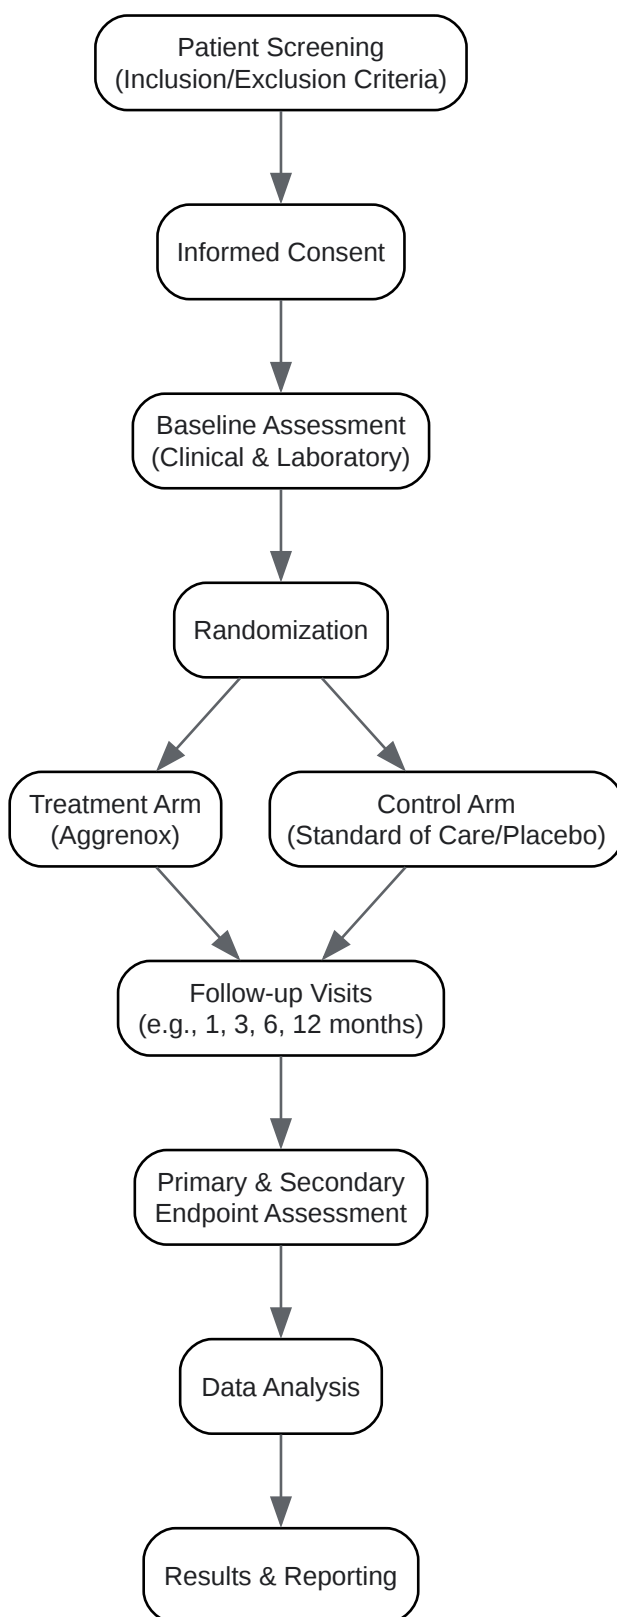 Patient Screening
(Inclusion/Exclusion Criteria)
Informed Consent
Baseline Assessment
(Clinical & Laboratory)
Randomization
Treatment Arm
(Aggrenox)
Control Arm
(Standard of Care/Placebo)
Follow-up Visits
(e.g., 1, 3, 6, 12 months)
Primary & Secondary
Endpoint Assessment
Data Analysis
Results & Reporting